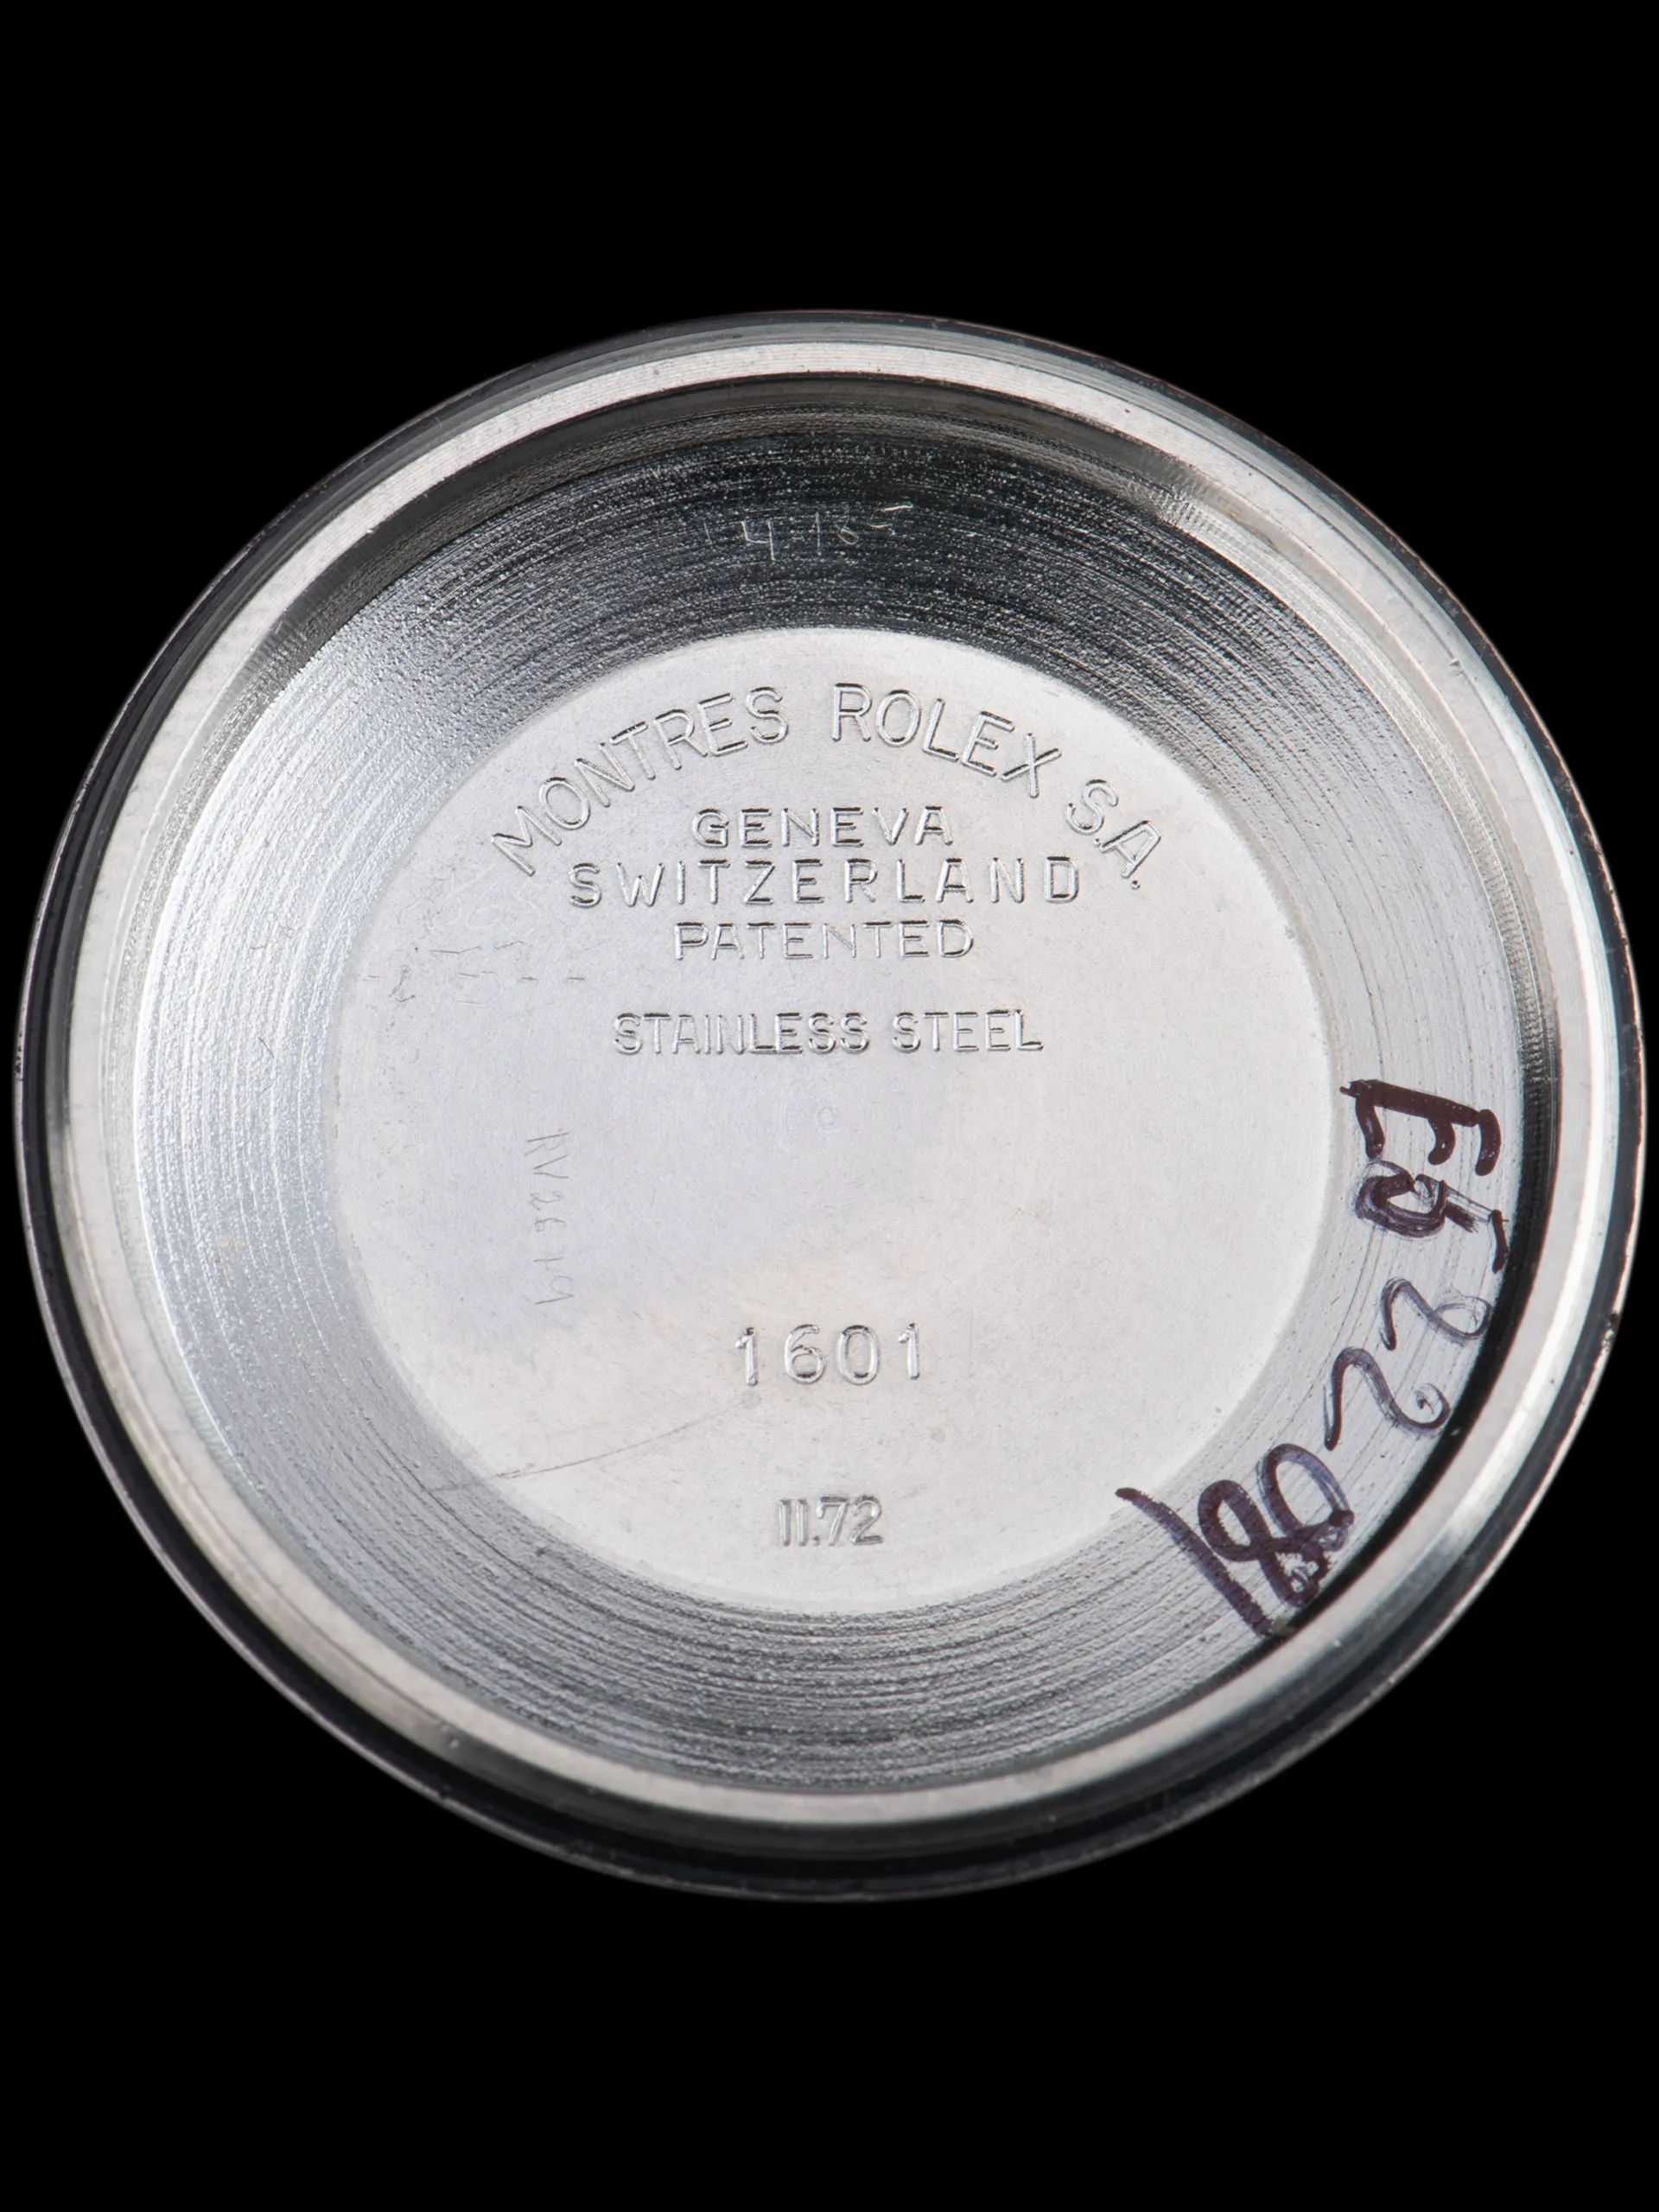 MONTRES ROLEX S.A.
GENEVA
SWITZERLAND
PATENTED
STAINLESS STEEL
1601
II.72